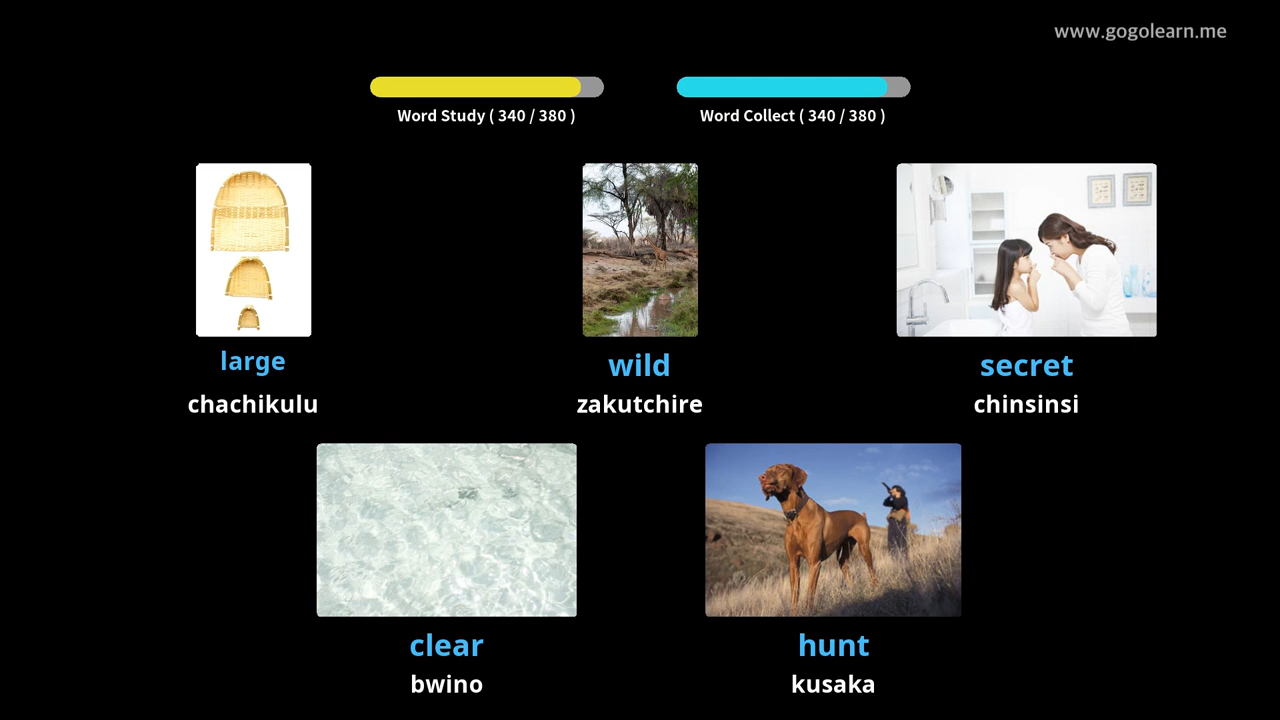 www.gogolearn.me
Word Study ( 340 / 380 )
Word Collect ( 340 / 380 )
large
chachikulu
wild
zakutchire
secret
chinsinsi
clear
bwino
hunt
kusaka